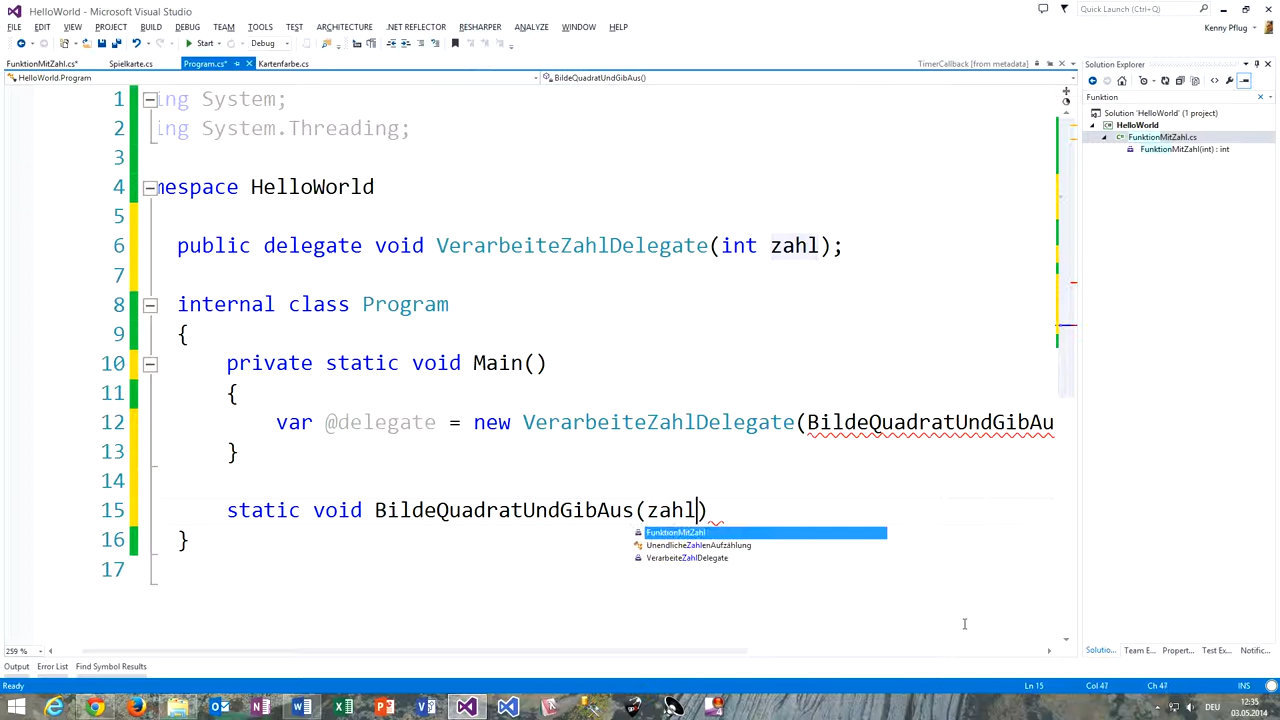 HelloWorld - Microsoft Visual Studio
Quick Launch (Ctrl+Q)
FILE EDIT VIEW PROJECT BUILD DEBUG TEAM TOOLS TEST ARCHITECTURE .NET REFLECTOR RESHARPER ANALYZE WINDOW HELP
Kenny Pflug
Start Debug
FunktionMitZahl.cs* Spielkarte.cs Program.cs* Kartenfarbe.cs TimerCallback [from metadata]
HelloWorld.Program BildeQuadratUndGibAus()
1 ing System;
2 ing System.Threading;
3
4 mespace HelloWorld
5
6 public delegate void VerarbeiteZahlDelegate(int zahl);
7
8 internal class Program
9 {
10 private static void Main()
11 {
12 var @delegate = new VerarbeiteZahlDelegate(BildeQuadratUndGibAu
13 }
14
15 static void BildeQuadratUndGibAus(zahl)
FunktionMitZahl
UnendlicheZahlenAufzählung
VerarbeiteZahlDelegate
16 }
17
259 %
Solution Explorer
Funktion
Solution 'HelloWorld' (1 project)
HelloWorld
FunktionMitZahl.cs
FunktionMitZahl(int) : int
Solutio... Team E... Propert... Test Ex... Notific...
Output Error List Find Symbol Results
Ready Ln 15 Col 47 Ch 47 INS
DEU
12:35
03.05.2014